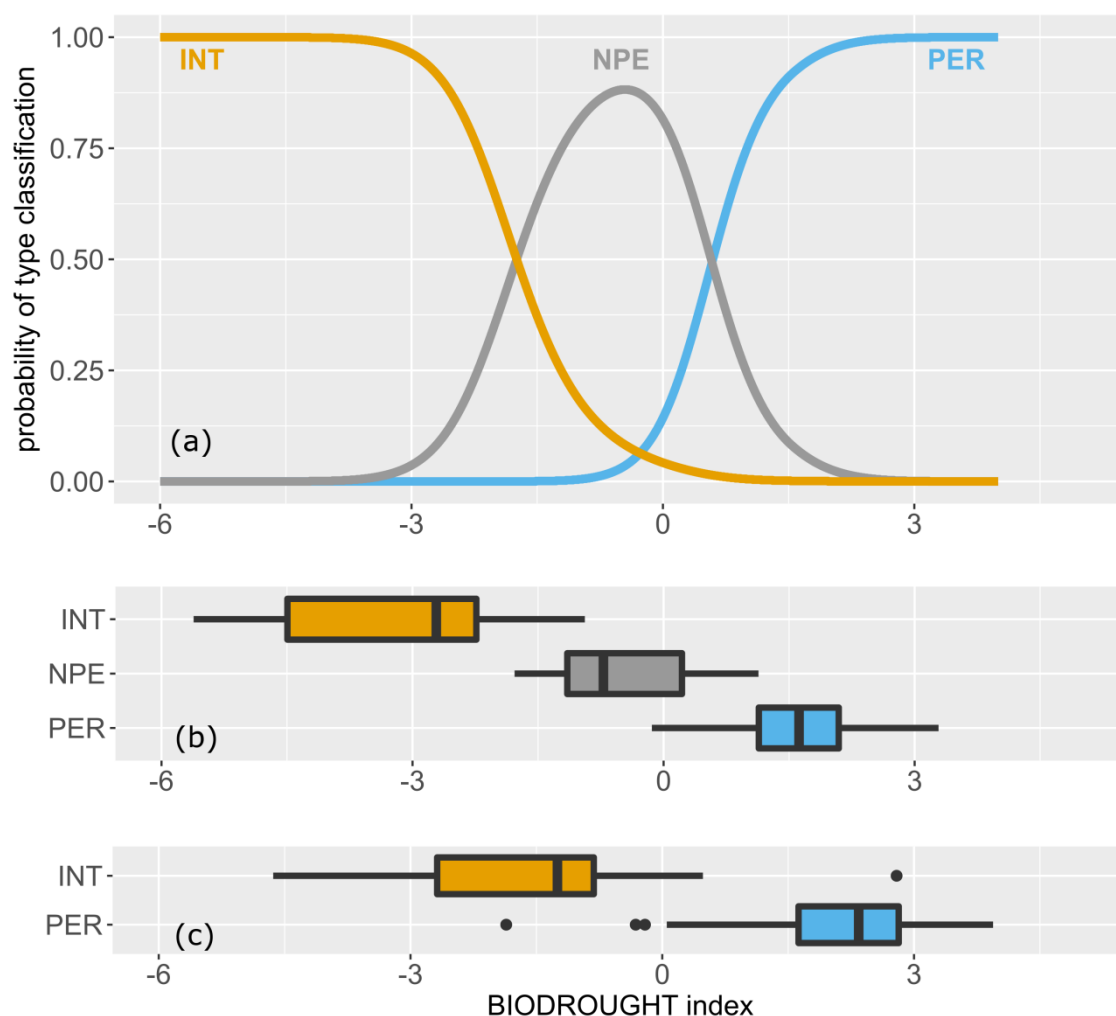 1.00
INT
NPE
PER
0.75
0.50
0.25
0.00
probability of type classification
(a)
-6
-3
0
3
INT
NPE
PER
(b)
-6
-3
0
3
INT
PER
(c)
-6
-3
0
3
BIODROUGHT index